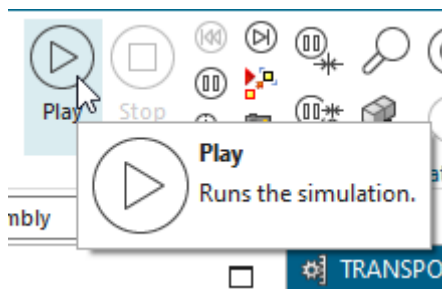 Play
Stop
Play
Runs the simulation.
mbly
TRANSPO